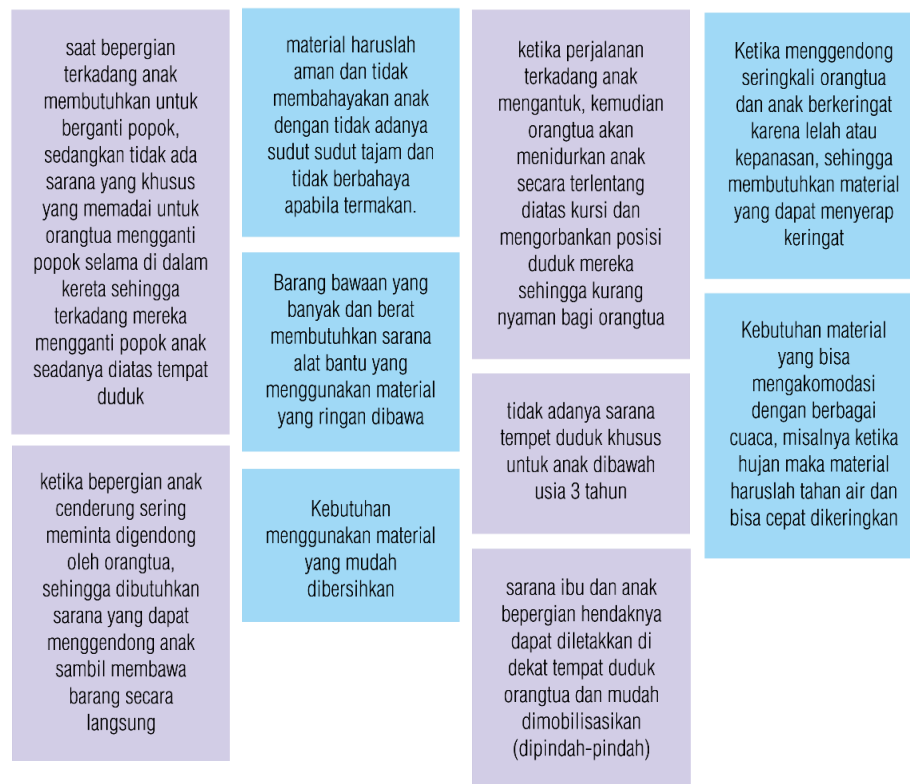 saat bepergian
terkadang anak
membutuhkan untuk
berganti popok,
sedangkan tidak ada
sarana yang khusus
yang memadai untuk
orangtua mengganti
popok selama di dalam
kereta sehingga
terkadang mereka
mengganti popok anak
seadanya diatas tempat
duduk
ketika bepergian anak
cenderung sering
meminta digendong
oleh orangtua,
sehingga dibutuhkan
sarana yang dapat
menggendong anak
sambil membawa
barang secara
langsung
material haruslah
aman dan tidak
membahayakan anak
dengan tidak adanya
sudut sudut tajam dan
tidak berbahaya
apabila termakan.
Barang bawaan yang
banyak dan berat
membutuhkan sarana
alat bantu yang
menggunakan material
yang ringan dibawa
Kebutuhan
menggunakan material
yang mudah
dibersihkan
ketika perjalanan
terkadang anak
mengantuk, kemudian
orangtua akan
menidurkan anak
secara terlentang
diatas kursi dan
mengorbankan posisi
duduk mereka
sehingga kurang
nyaman bagi orangtua
tidak adanya sarana
tempet duduk khusus
untuk anak dibawah
usia 3 tahun
sarana ibu dan anak
bepergian hendaknya
dapat diletakkan di
dekat tempat duduk
orangtua dan mudah
dimobilisasikan
(dipindah-pindah)
Ketika menggendong
seringkali orangtua
dan anak berkeringat
karena lelah atau
kepanasan, sehingga
membutuhkan material
yang dapat menyerap
keringat
Kebutuhan material
yang bisa
mengakomodasi
dengan berbagai
cuaca, misalnya ketika
hujan maka material
haruslah tahan air dan
bisa cepat dikeringkan